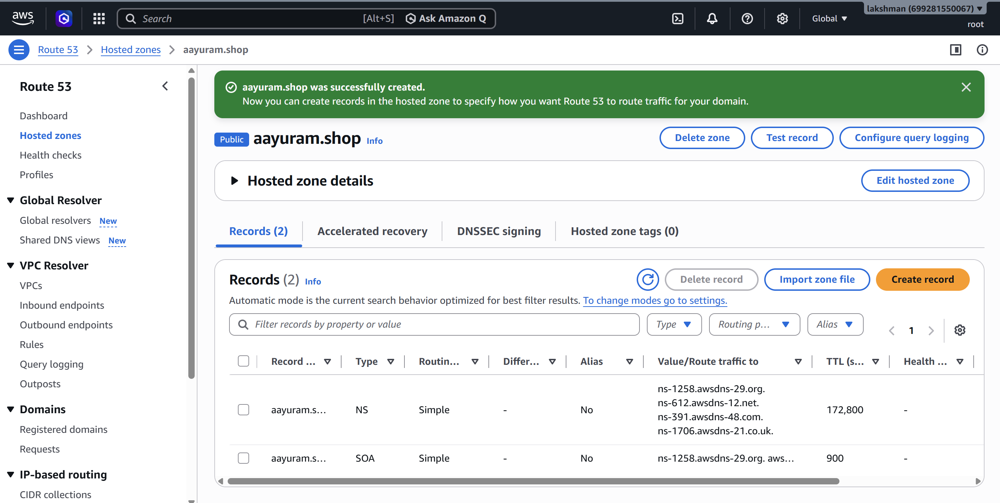 aws
Search
[Alt+S]
Ask Amazon Q
Global
lakshman (699281550067)
root
Route 53
Hosted zones
aayuram.shop
Route 53
Dashboard
Hosted zones
Health checks
Profiles
Global Resolver
Global resolvers New
Shared DNS views New
VPC Resolver
VPCs
Inbound endpoints
Outbound endpoints
Rules
Query logging
Outposts
Domains
Registered domains
Requests
IP-based routing
CIDR collections
aayuram.shop was successfully created.
Now you can create records in the hosted zone to specify how you want Route 53 to route traffic for your domain.
Public aayuram.shop Info
Delete zone
Test record
Configure query logging
Hosted zone details
Edit hosted zone
Records (2)
Accelerated recovery
DNSSEC signing
Hosted zone tags (0)
Records (2) Info
Delete record
Import zone file
Create record
Automatic mode is the current search behavior optimized for best filter results. To change modes go to settings.
Filter records by property or value
Type
Routing p...
Alias
1
Record ... Type Routin... Differ... Alias Value/Route traffic to TTL (s... Health ...
aayuram.s... NS Simple - No
ns-1258.awsdns-29.org.
ns-612.awsdns-12.net.
ns-391.awsdns-48.com.
ns-1706.awsdns-21.co.uk.
172,800 -
aayuram.s... SOA Simple - No ns-1258.awsdns-29.org. aws... 900 -